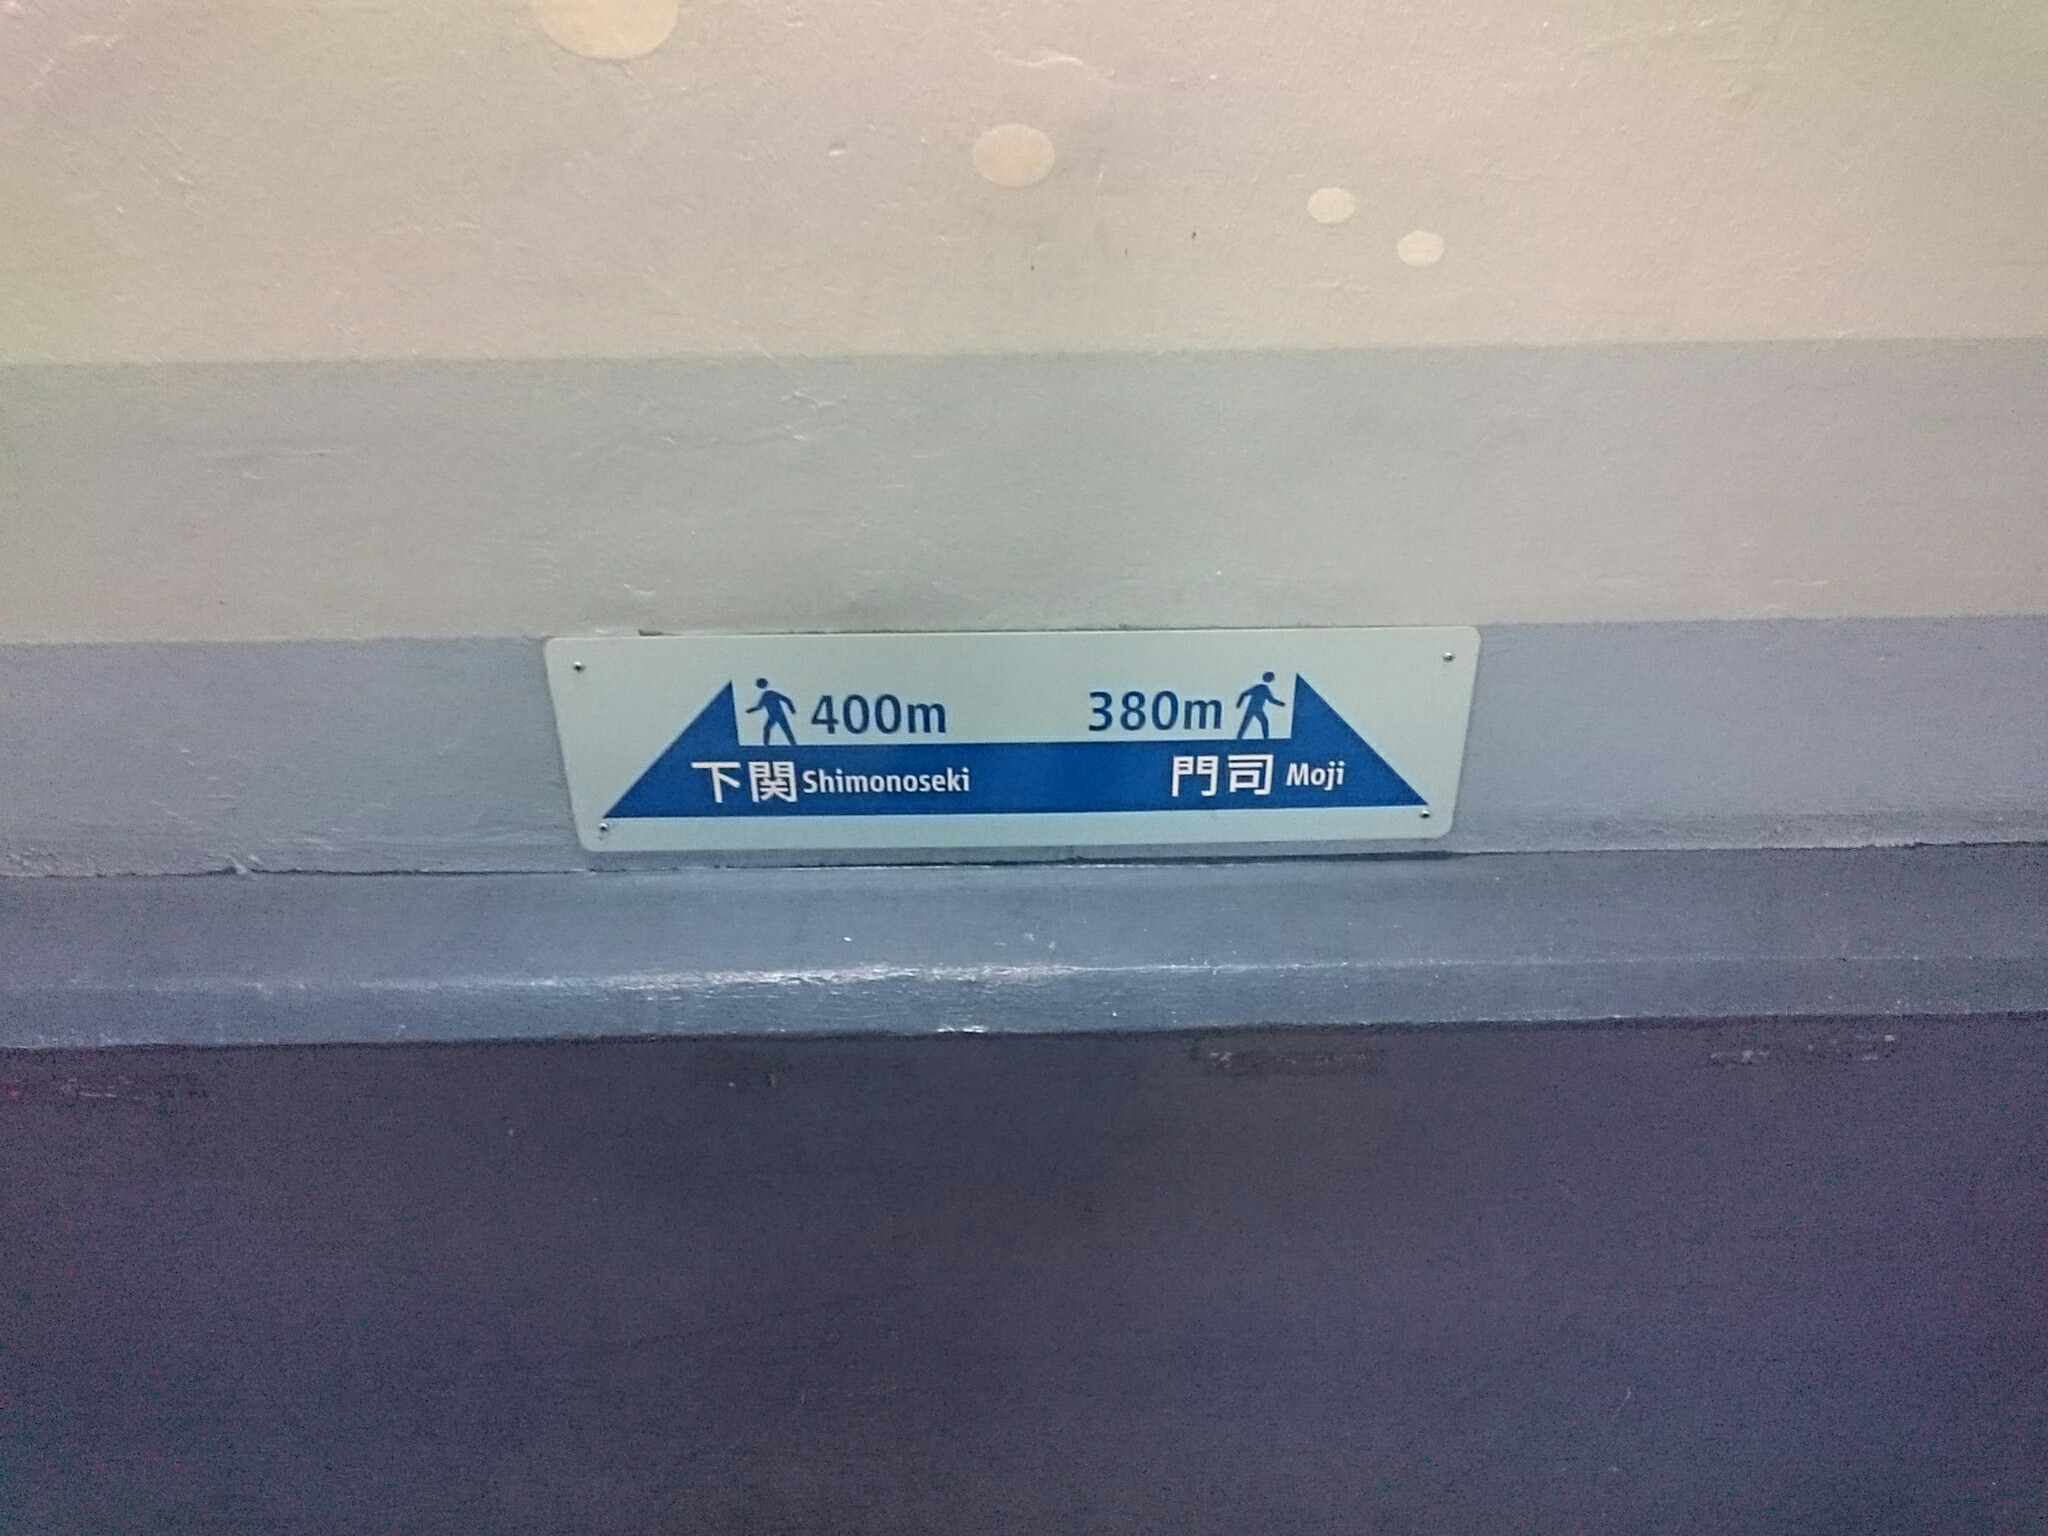 400m 380m
下関 Shimonoseki 門司 Moji